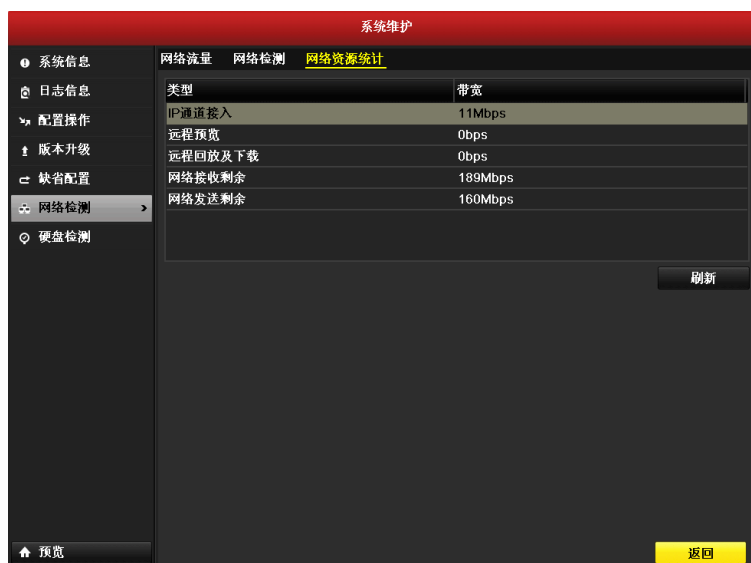 系统维护
系统信息
日志信息
配置操作
版本升级
缺省配置
网络检测
硬盘检测
预览
网络流量 网络检测 网络资源统计
类型 带宽
IP通道接入 11Mbps
远程预览 0bps
远程回放及下载 0bps
网络接收剩余 189Mbps
网络发送剩余 160Mbps
刷新
返回